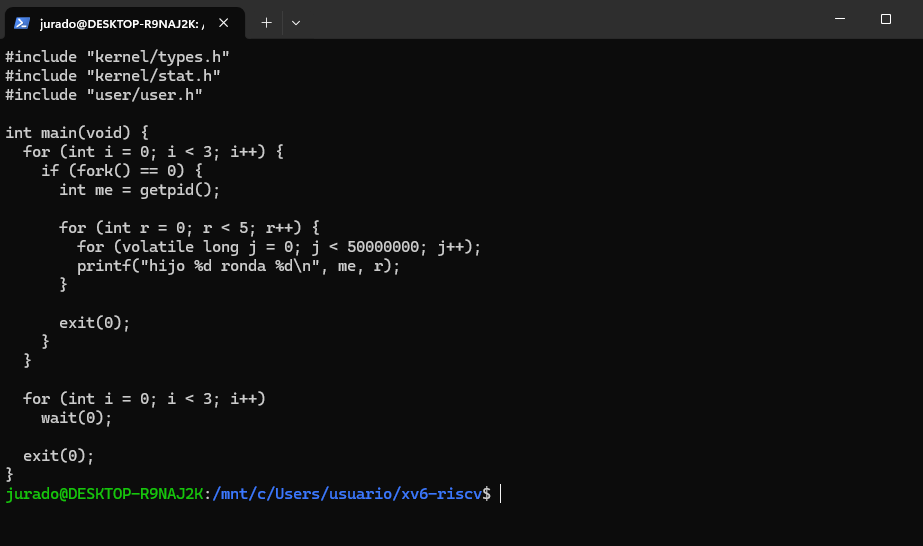 jurado@DESKTOP-R9NAJ2K: /
#include "kernel/types.h"
#include "kernel/stat.h"
#include "user/user.h"
int main(void) {
  for (int i = 0; i < 3; i++) {
    if (fork() == 0) {
      int me = getpid();
      for (int r = 0; r < 5; r++) {
        for (volatile long j = 0; j < 50000000; j++);
        printf("hijo %d ronda %d\n", me, r);
      }
      exit(0);
    }
  }
  for (int i = 0; i < 3; i++)
    wait(0);
  exit(0);
}
jurado@DESKTOP-R9NAJ2K:/mnt/c/Users/usuario/xv6-riscv$